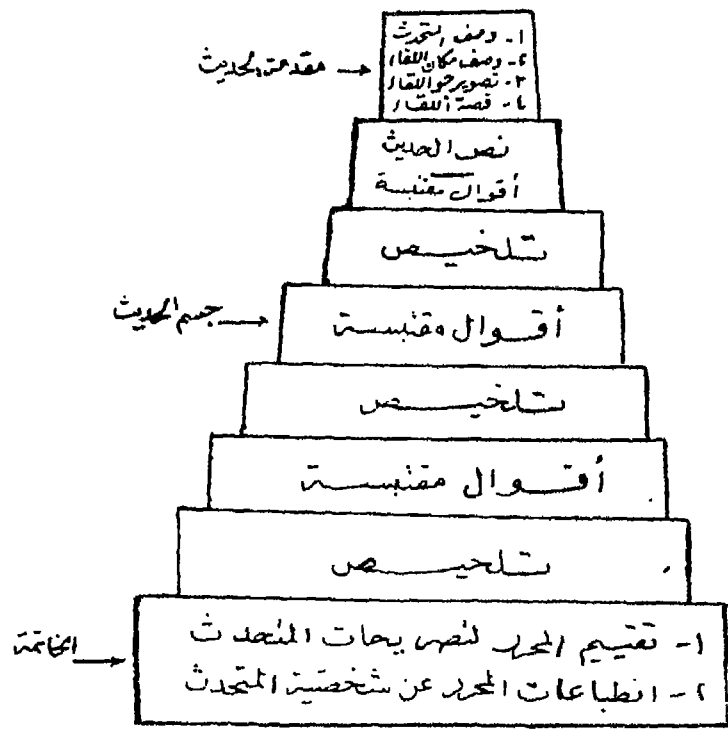 ١- وصف المتحدث
٢- وصف مكان اللقاء
٣- تصوير جو اللقاء
٤- قصة اللقاء
مقدمة الحديث
نص الحديث
أقوال مقتبسة
تلخيص
جسم الحديث
أقوال مقتبسة
تلخيص
أقوال مقتبسة
تلخيص
١- تقييم المحرر لتصريحات المتحدث
٢- انطباعات المحرر عن شخصية المتحدث
الخاتمة